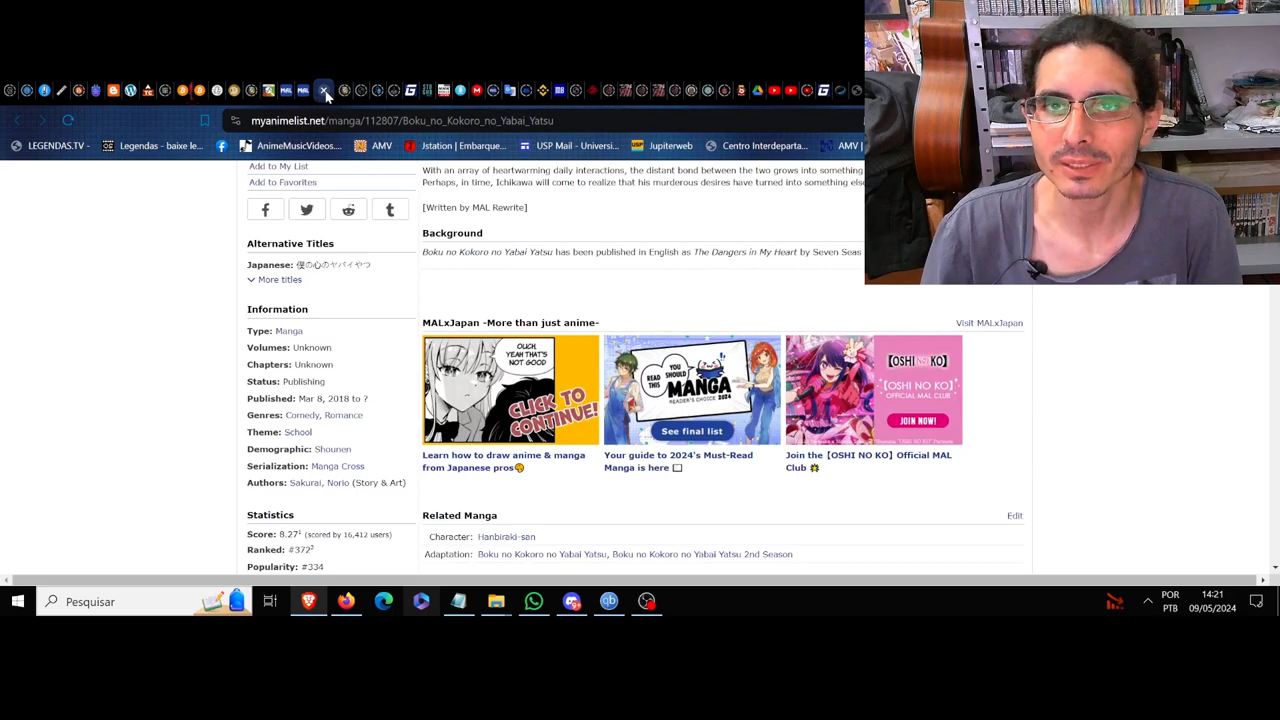 myanimelist.net/manga/112807/Boku_no_Kokoro_no_Yabai_Yatsu
LEGENDAS.TV -
Legendas - baixe le...
AnimeMusicVideos....
AMV
Jstation | Embarque...
USP Mail - Universi...
Jupiterweb
Centro Interdeparta...
AMV |
Add to My List
Add to Favorites
With an array of heartwarming daily interactions, the distant bond between the two grows into something
Perhaps, in time, Ichikawa will come to realize that his murderous desires have turned into something else
[Written by MAL Rewrite]
Background
Boku no Kokoro no Yabai Yatsu has been published in English as The Dangers in My Heart by Seven Seas
Alternative Titles
Japanese: 僕の心のヤバイやつ
More titles
Information
Type: Manga
Volumes: Unknown
Chapters: Unknown
Status: Publishing
Published: Mar 8, 2018 to ?
Genres: Comedy, Romance
Theme: School
Demographic: Shounen
Serialization: Manga Cross
Authors: Sakurai, Norio (Story & Art)
Statistics
Score: 8.27¹ (scored by 16,412 users)
Ranked: #372²
Popularity: #334
MALxJapan -More than just anime-
Visit MALxJapan
OUCH,
YEAH THAT'S
NOT GOOD
CLICK TO
CONTINUE!
READ
THIS
YOU
SHOULD
MANGA
READER'S CHOICE 2024
See final list
【OSHI NO KO】
【OSHI NO KO】
OFFICIAL MAL
CLUB
JOIN NOW!
Learn how to draw anime & manga
from Japanese pros
Your guide to 2024's Must-Read
Manga is here
Join the【OSHI NO KO】Official MAL
Club
Related Manga
Edit
Character: Hanbiraki-san
Adaptation: Boku no Kokoro no Yabai Yatsu, Boku no Kokoro no Yabai Yatsu 2nd Season
Pesquisar
POR
PTB
14:21
09/05/2024